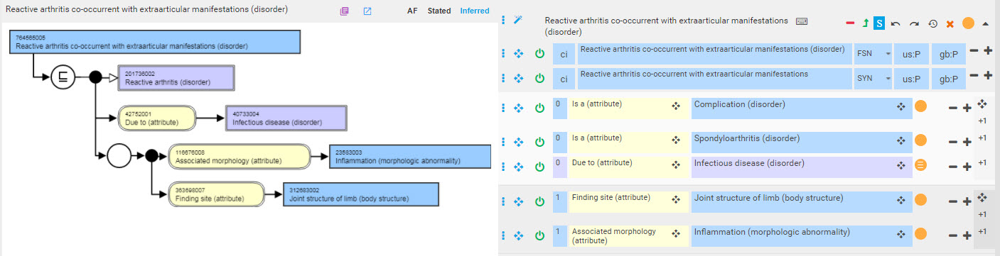 Reactive arthritis co-occurrent with extraarticular manifestations (disorder)
AF Stated Inferred
764565005
Reactive arthritis co-occurrent with extraarticular manifestations (disorder)
⊑
201736002
Reactive arthritis (disorder)
42752001
Due to (attribute)
40733004
Infectious disease (disorder)
116676008
Associated morphology (attribute)
23583003
Inflammation (morphologic abnormality)
363698007
Finding site (attribute)
312683002
Joint structure of limb (body structure)
Reactive arthritis co-occurrent with extraarticular manifestations
(disorder)
S
ci Reactive arthritis co-occurrent with extraarticular manifestations (disorder) FSN us:P gb:P
ci Reactive arthritis co-occurrent with extraarticular manifestations SYN us:P gb:P
0 Is a (attribute) Complication (disorder)
+1
0 Is a (attribute) Spondyloarthritis (disorder) +1
0 Due to (attribute) Infectious disease (disorder) +1
1 Finding site (attribute) Joint structure of limb (body structure)
+1
1 Associated morphology
(attribute) Inflammation (morphologic abnormality) +1